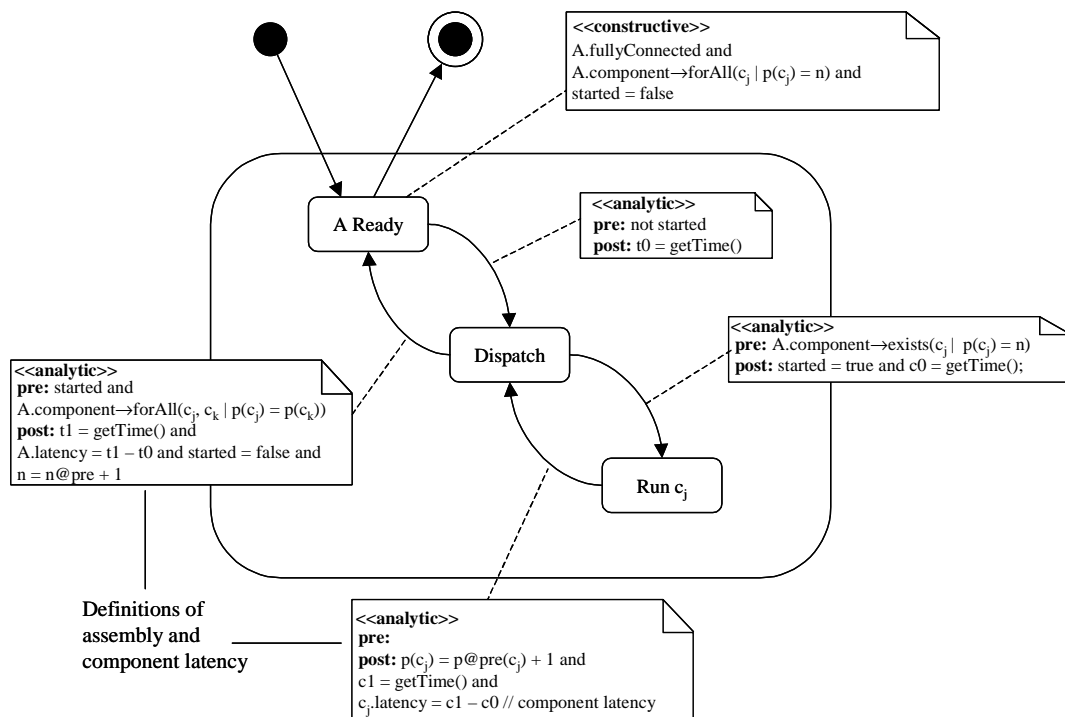 <<constructive>>
A.fullyConnected and
A.component→forAll(cj | p(cj) = n) and
started = false
A Ready
<<analytic>>
pre: not started
post: t0 = getTime()
<<analytic>>
pre: A.component→exists(cj | p(cj) = n)
post: started = true and c0 = getTime();
Dispatch
<<analytic>>
pre: started and
A.component→forAll(cj, ck | p(cj) = p(ck))
post: t1 = getTime() and
A.latency = t1 – t0 and started = false and
n = n@pre + 1
Run cj
Definitions of
assembly and
component latency
<<analytic>>
pre:
post: p(cj) = p@pre(cj) + 1 and
c1 = getTime() and
cj.latency = c1 – c0 // component latency